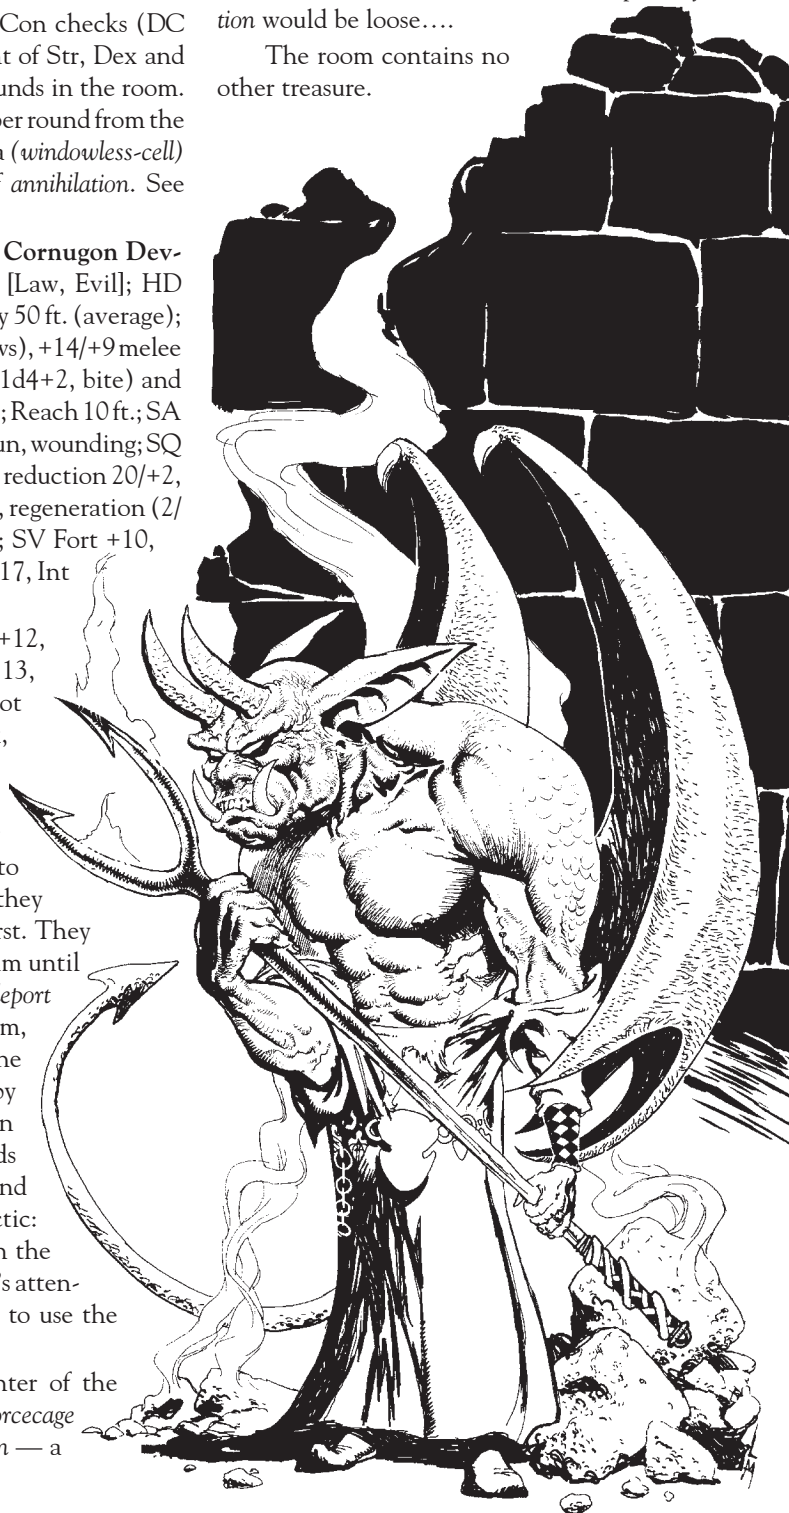 Con checks (DC
t of Str, Dex and
unds in the room.
per round from the
(windowless-cell)
annihilation. See
Cornugon Dev-
[Law, Evil]; HD
y 50 ft. (average);
ws), +14/+9 melee
1d4+2, bite) and
; Reach 10 ft.; SA
un, wounding; SQ
reduction 20/+2,
, regeneration (2/
; SV Fort +10,
17, Int
+12,
13,
ot
to
they
rst. They
m until
eport
m,
he
by
n
ds
nd
ctic:
n the
's atten-
to use the
nter of the
orcecage
n — a
tion would be loose….
The room contains no
other treasure.